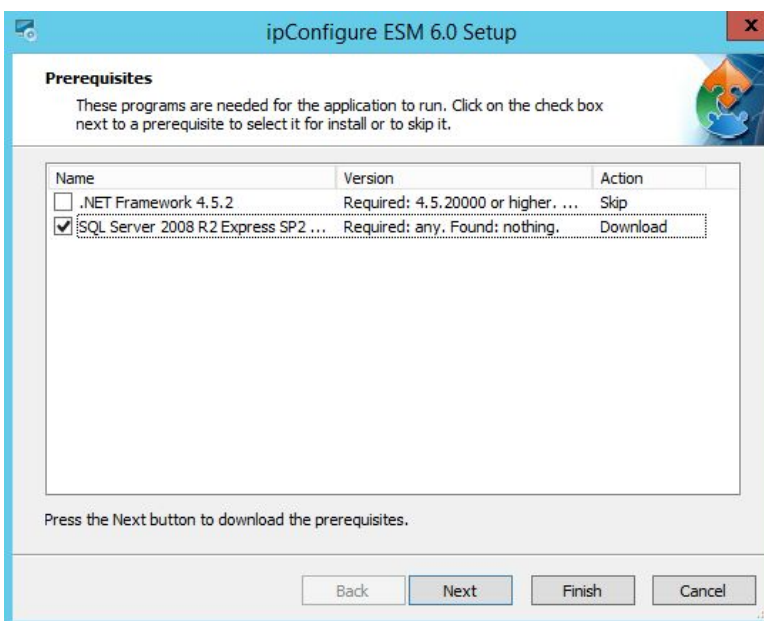 ipConfigure ESM 6.0 Setup
x
Prerequisites
These programs are needed for the application to run. Click on the check box
next to a prerequisite to select it for install or to skip it.
Name Version Action
.NET Framework 4.5.2 Required: 4.5.20000 or higher. ... Skip
SQL Server 2008 R2 Express SP2 ... Required: any. Found: nothing. Download
Press the Next button to download the prerequisites.
Back Next Finish Cancel